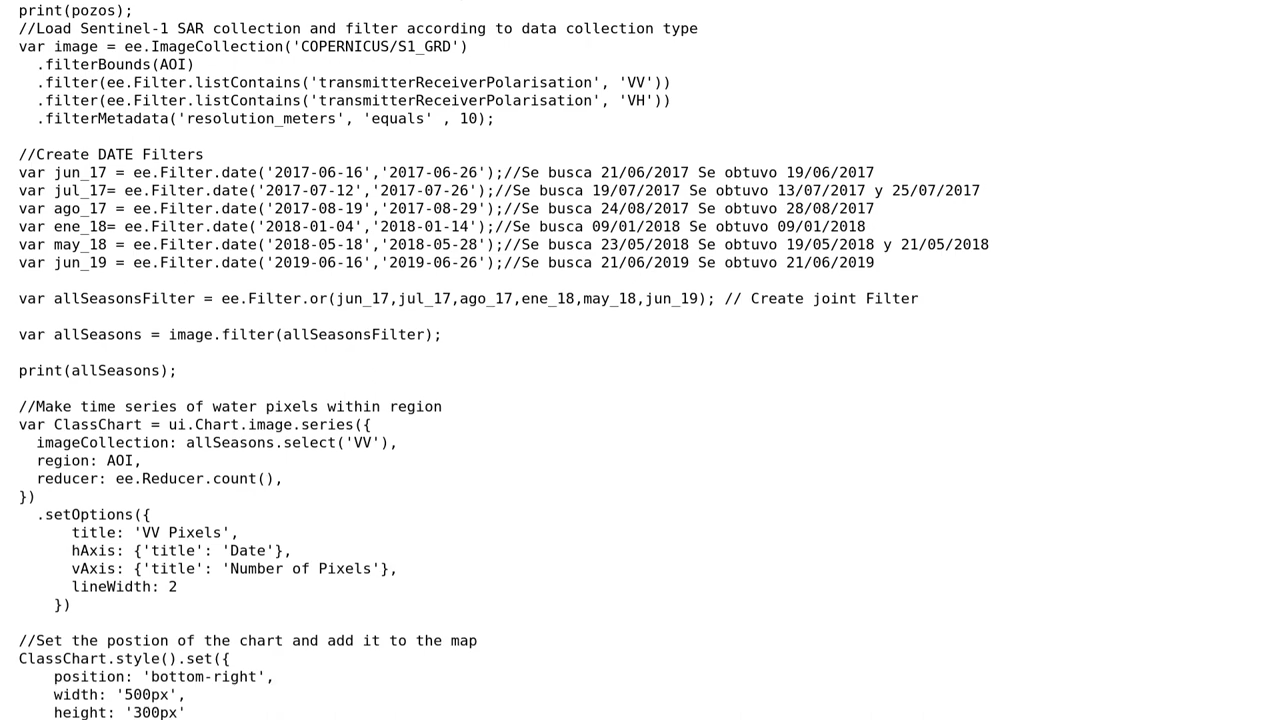 print(pozos);
//Load Sentinel-1 SAR collection and filter according to data collection type
var image = ee.ImageCollection('COPERNICUS/S1_GRD')
  .filterBounds(AOI)
  .filter(ee.Filter.listContains('transmitterReceiverPolarisation', 'VV'))
  .filter(ee.Filter.listContains('transmitterReceiverPolarisation', 'VH'))
  .filterMetadata('resolution_meters', 'equals' , 10);
//Create DATE Filters
var jun_17 = ee.Filter.date('2017-06-16','2017-06-26');//Se busca 21/06/2017 Se obtuvo 19/06/2017
var jul_17= ee.Filter.date('2017-07-12','2017-07-26');//Se busca 19/07/2017 Se obtuvo 13/07/2017 y 25/07/2017
var ago_17 = ee.Filter.date('2017-08-19','2017-08-29');//Se busca 24/08/2017 Se obtuvo 28/08/2017
var ene_18= ee.Filter.date('2018-01-04','2018-01-14');//Se busca 09/01/2018 Se obtuvo 09/01/2018
var may_18 = ee.Filter.date('2018-05-18','2018-05-28');//Se busca 23/05/2018 Se obtuvo 19/05/2018 y 21/05/2018
var jun_19 = ee.Filter.date('2019-06-16','2019-06-26');//Se busca 21/06/2019 Se obtuvo 21/06/2019
var allSeasonsFilter = ee.Filter.or(jun_17,jul_17,ago_17,ene_18,may_18,jun_19); // Create joint Filter
var allSeasons = image.filter(allSeasonsFilter);
print(allSeasons);
//Make time series of water pixels within region
var ClassChart = ui.Chart.image.series({
  imageCollection: allSeasons.select('VV'),
  region: AOI,
  reducer: ee.Reducer.count(),
})
  .setOptions({
      title: 'VV Pixels',
      hAxis: {'title': 'Date'},
      vAxis: {'title': 'Number of Pixels'},
      lineWidth: 2
    })
//Set the postion of the chart and add it to the map
ClassChart.style().set({
    position: 'bottom-right',
    width: '500px',
    height: '300px'